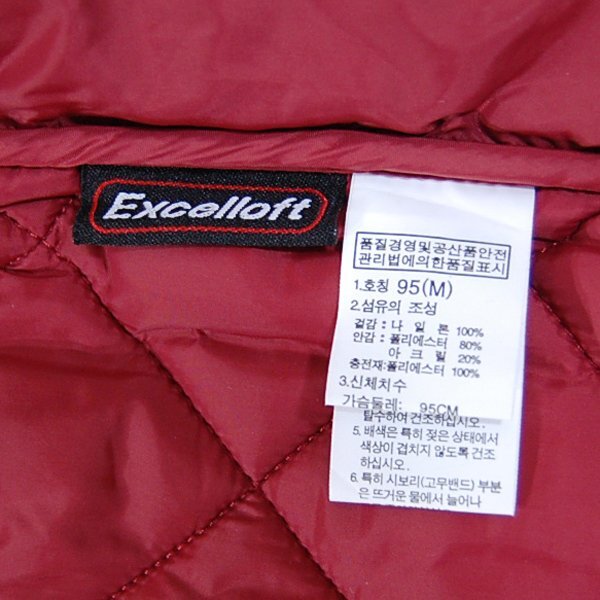 Excelloft
품질경영및공산품안전
관리법에의한품질표시
1.호칭 95(M)
2.섬유의 조성
겉감 : 나 일 론 100%
안감 : 폴리에스터 80%
아 크 릴 20%
충전재: 폴리에스터 100%
3.신체치수
가슴둘레: 95CM
탈수하여 건조하십시오.
5. 배색은 특히 젖은 상태에서
색상이 겹치지 않도록 건조
하십시오.
6. 특히 시보리(고무밴드) 부분
은 뜨거운 물에서 늘어나